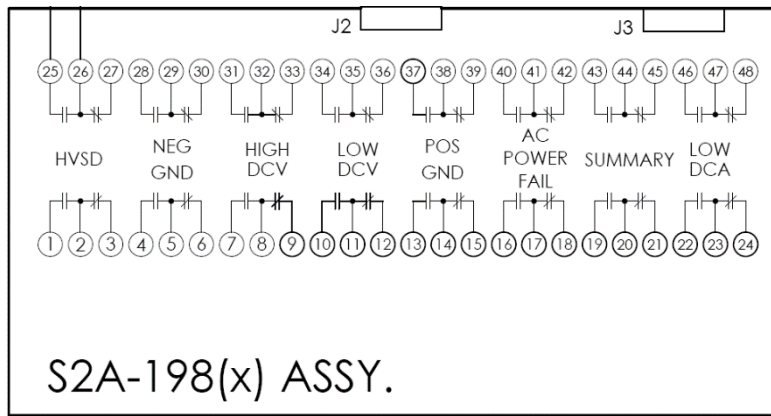 J2 J3
25 26 27 28 29 30 31 32 33 34 35 36 37 38 39 40 41 42 43 44 45 46 47 48
HVSD
NEG
GND
HIGH
DCV
LOW
DCV
POS
GND
AC
POWER
FAIL
SUMMARY
LOW
DCA
1 2 3 4 5 6 7 8 9 10 11 12 13 14 15 16 17 18 19 20 21 22 23 24
S2A-198(x) ASSY.